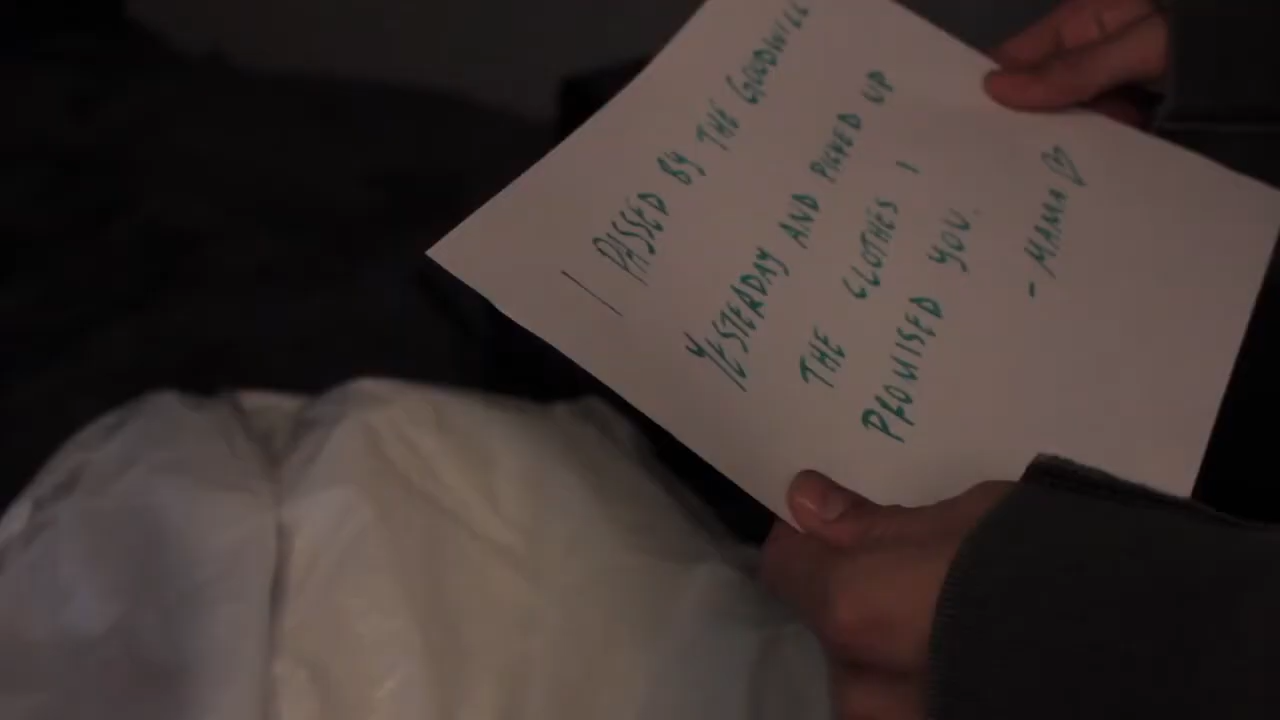 I PASSED BY THE GOODWILL
YESTERDAY AND PICKED UP
THE CLOTHES I
PROMISED YOU.
- MAMA ♡